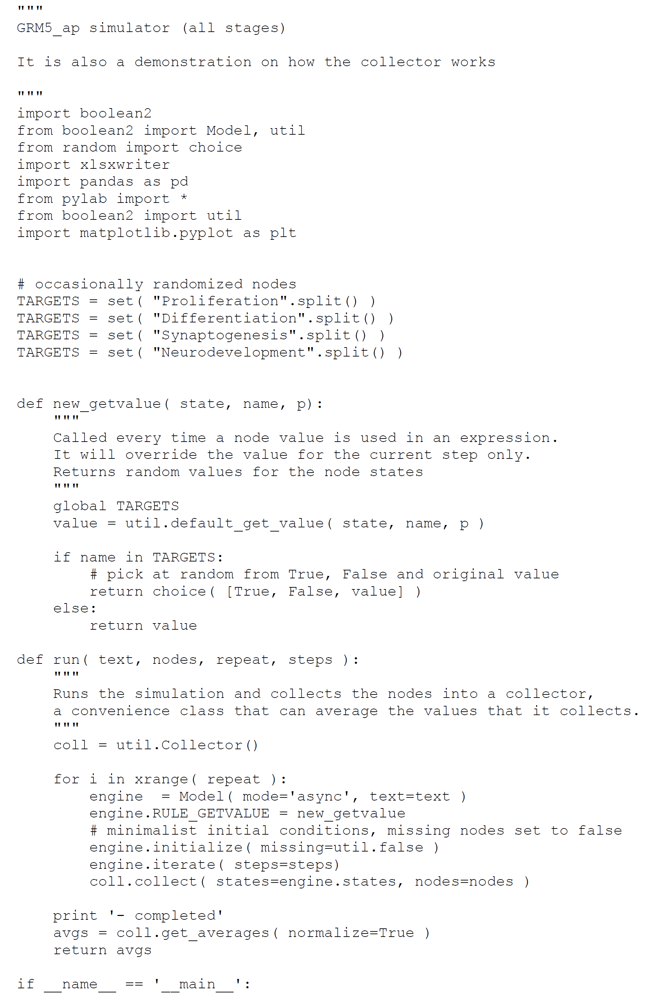 """
GRM5_ap simulator (all stages)
It is also a demonstration on how the collector works
"""
import boolean2
from boolean2 import Model, util
from random import choice
import xlsxwriter
import pandas as pd
from pylab import *
from boolean2 import util
import matplotlib.pyplot as plt
# occasionally randomized nodes
TARGETS = set( "Proliferation".split() )
TARGETS = set( "Differentiation".split() )
TARGETS = set( "Synaptogenesis".split() )
TARGETS = set( "Neurodevelopment".split() )
def new_getvalue( state, name, p):
    """
    Called every time a node value is used in an expression.
    It will override the value for the current step only.
    Returns random values for the node states
    """
    global TARGETS
    value = util.default_get_value( state, name, p )
    if name in TARGETS:
        # pick at random from True, False and original value
        return choice( [True, False, value] )
    else:
        return value
def run( text, nodes, repeat, steps ):
    """
    Runs the simulation and collects the nodes into a collector,
    a convenience class that can average the values that it collects.
    """
    coll = util.Collector()
    for i in xrange( repeat ):
        engine  = Model( mode='async', text=text )
        engine.RULE_GETVALUE = new_getvalue
        # minimalist initial conditions, missing nodes set to false
        engine.initialize( missing=util.false )
        engine.iterate( steps=steps)
        coll.collect( states=engine.states, nodes=nodes )
    print '- completed'
    avgs = coll.get_averages( normalize=True )
    return avgs
if __name__ == '__main__':